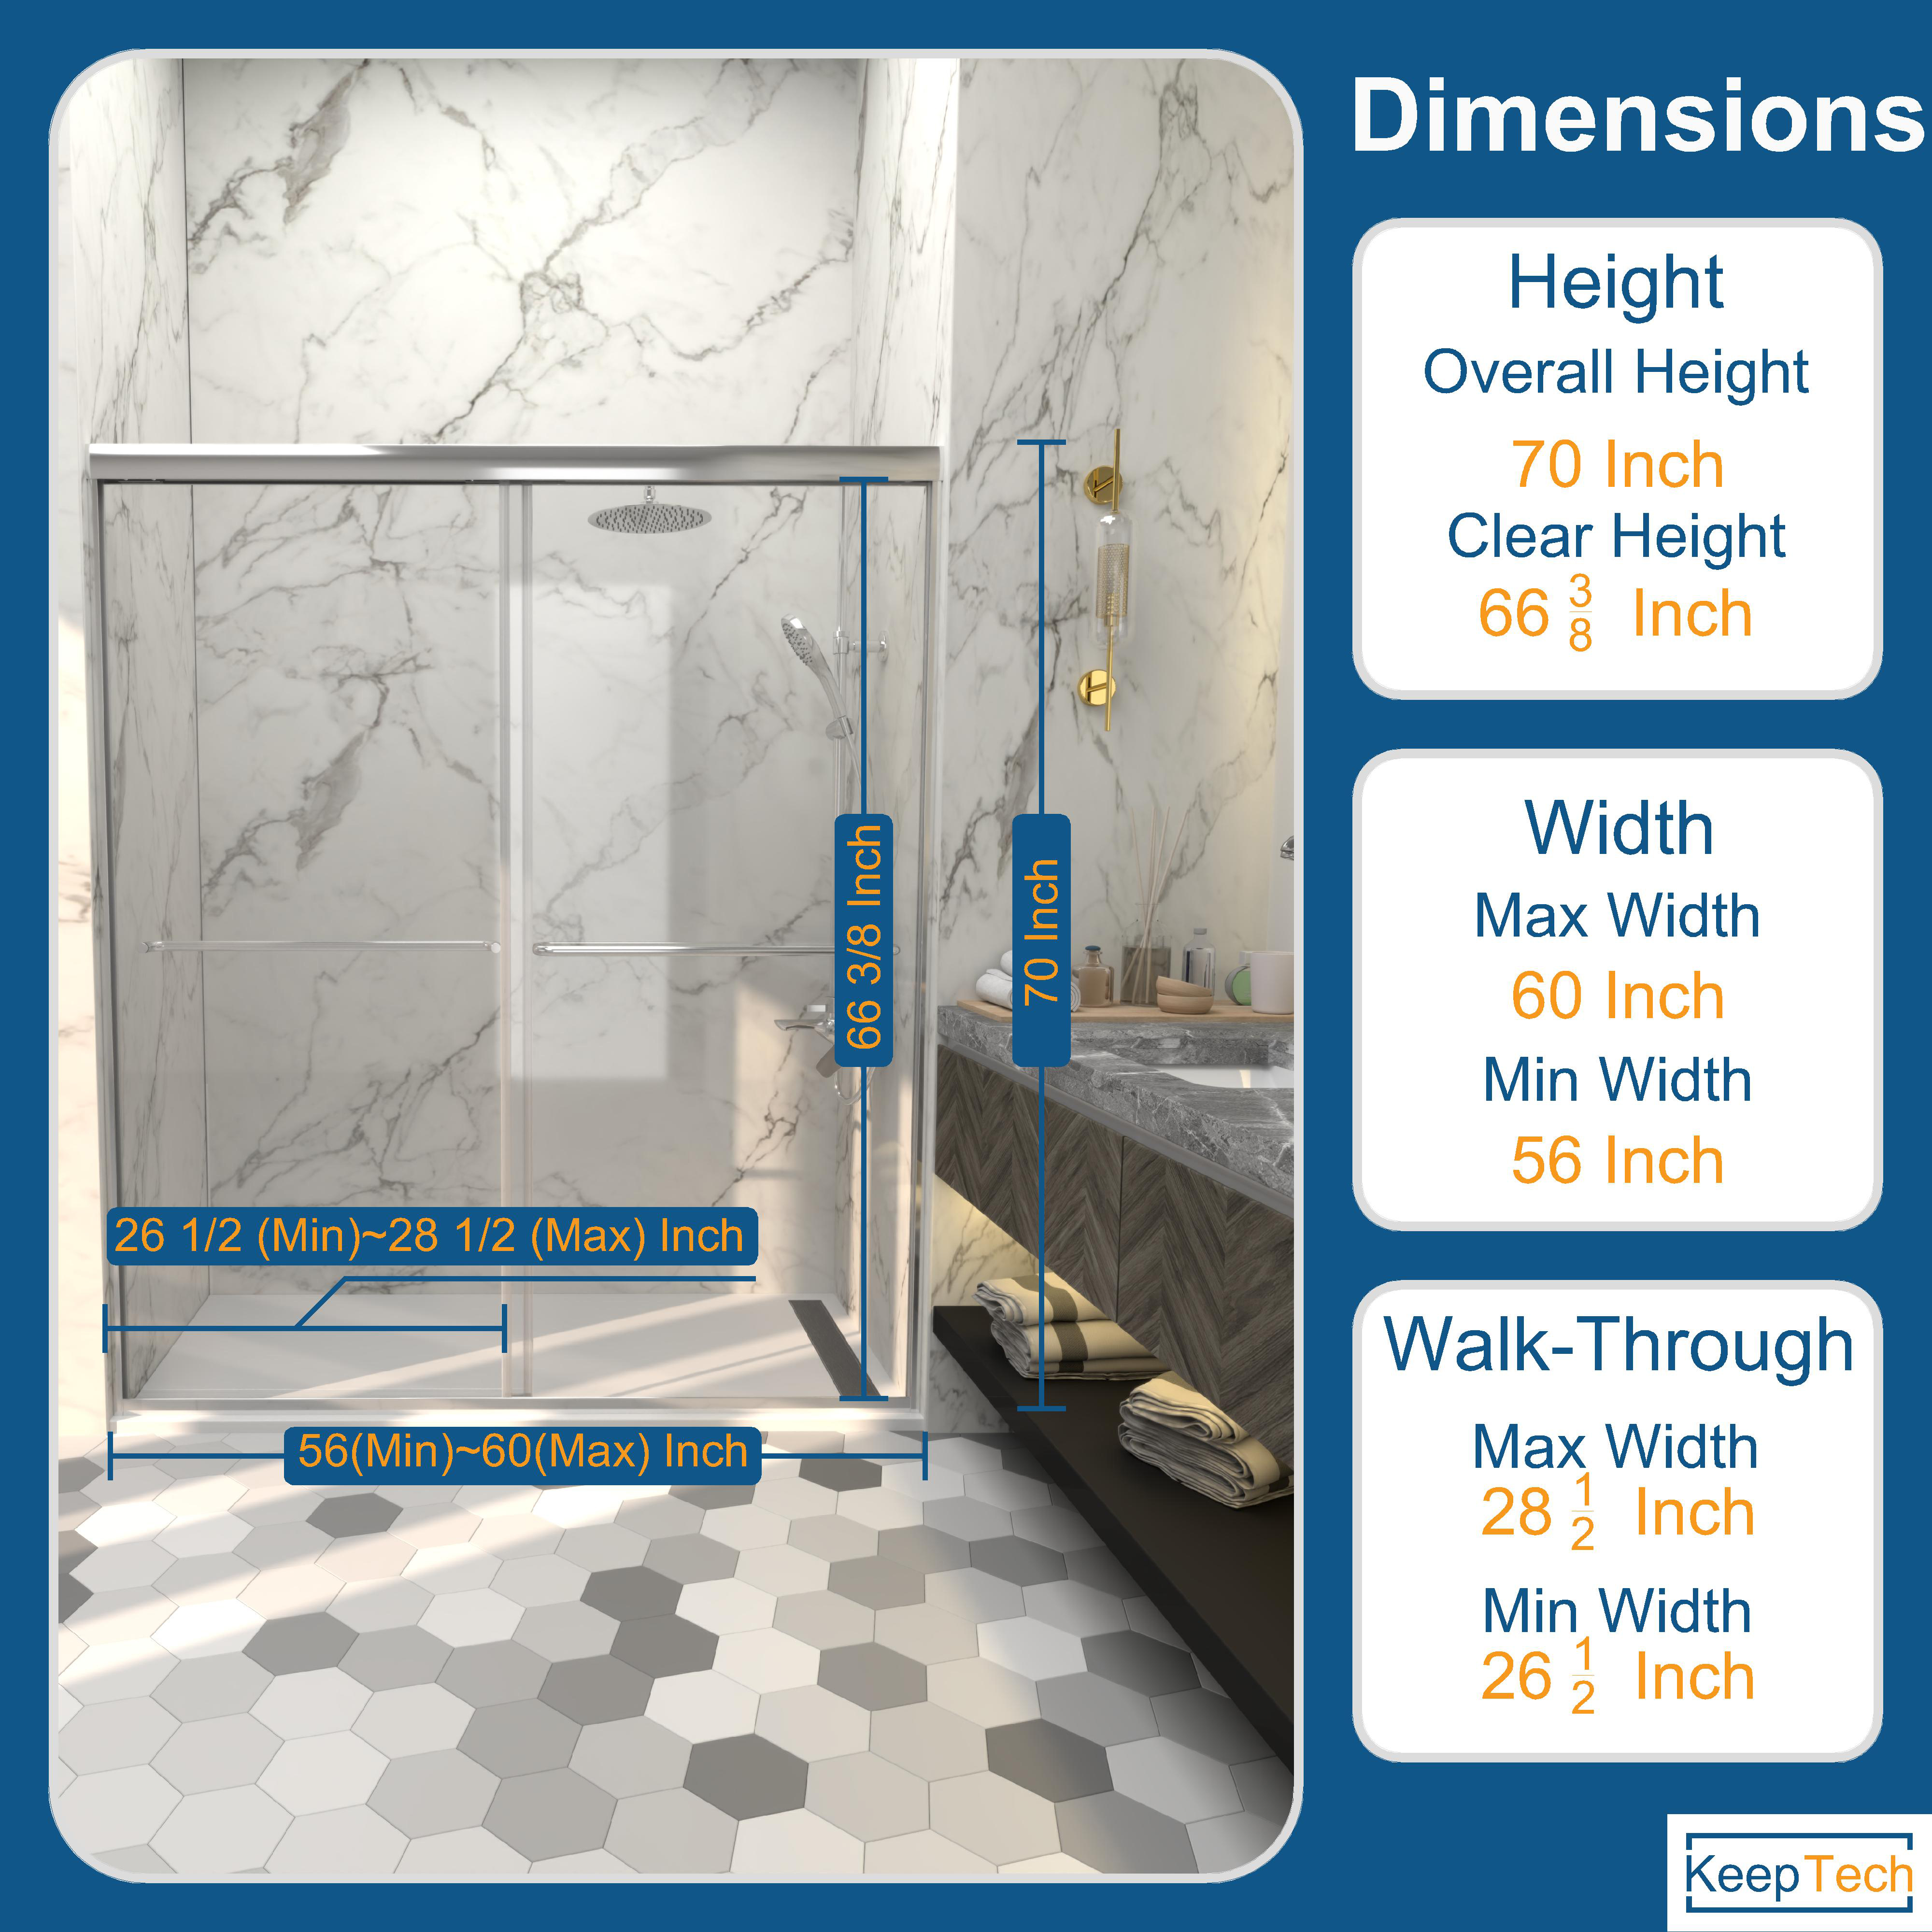 Dimensions
Height
Overall Height
70 Inch
Clear Height
66 3/8 Inch
Width
Max Width
60 Inch
Min Width
56 Inch
Walk-Through
Max Width
28 1/2 Inch
Min Width
26 1/2 Inch
66 3/8 Inch
70 Inch
26 1/2 (Min)~28 1/2 (Max) Inch
56(Min)~60(Max) Inch
KeepTech